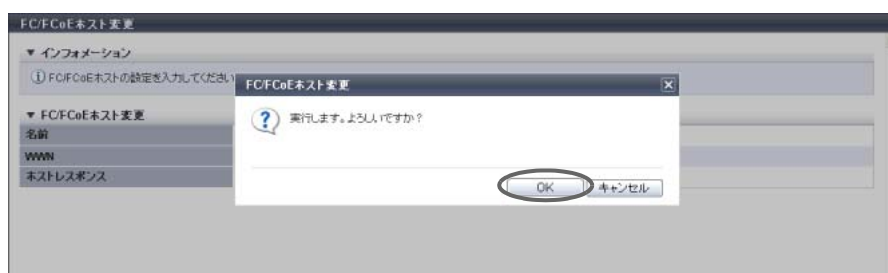 FC/FCoEホスト変更
▼ インフォメーション
FC/FCoEホストの設定を入力してください
FC/FCoEホスト変更
実行します。よろしいですか？
▼ FC/FCoEホスト変更
名前
WWN
ホストレスポンス
OK
キャンセル